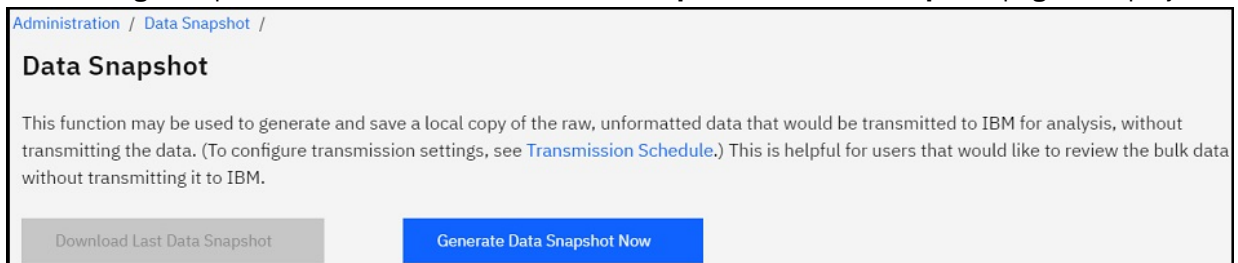 Administration / Data Snapshot /
Data Snapshot
This function may be used to generate and save a local copy of the raw, unformatted data that would be transmitted to IBM for analysis, without
transmitting the data. (To configure transmission settings, see Transmission Schedule.) This is helpful for users that would like to review the bulk data
without transmitting it to IBM.
Download Last Data Snapshot Generate Data Snapshot Now